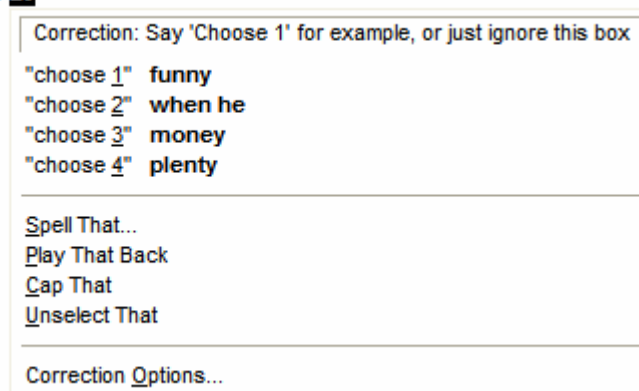 Correction: Say 'Choose 1' for example, or just ignore this box
"choose 1" funny
"choose 2" when he
"choose 3" money
"choose 4" plenty
Spell That...
Play That Back
Cap That
Unselect That
Correction Options...